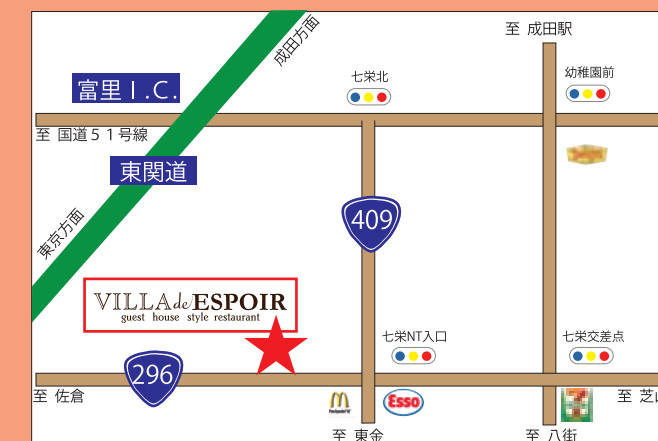 至 成田駅
成田方面
七栄北
幼稚園前
富里 I.C.
至 国道51号線
東関道
東京方面
409
VILLA de ESPOIR
guest house style restaurant
七栄NT入口
七栄交差点
296
至 佐倉
Esso
至 芝山
至 東金
至 八街